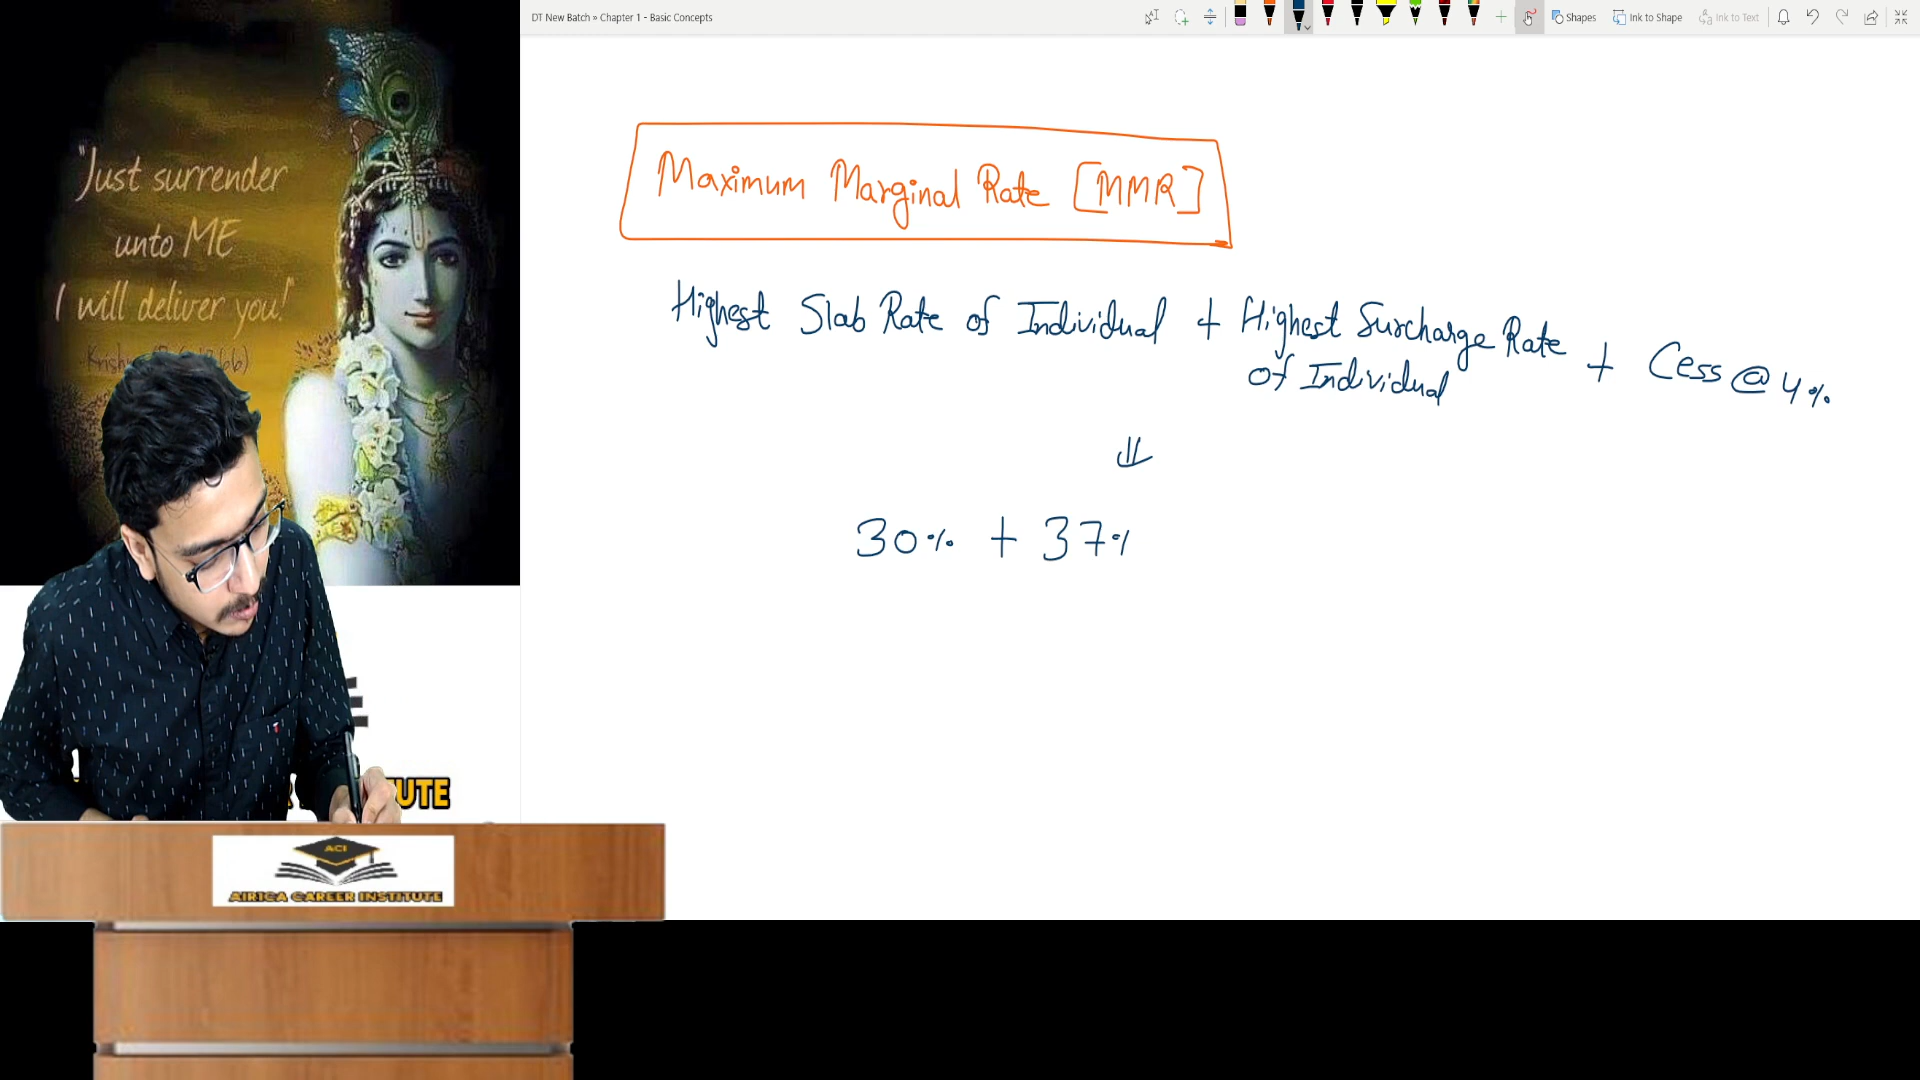 DT New Batch » Chapter 1 - Basic Concepts
Shapes
Ink to Shape
Ink to Text
"Just surrender
unto ME
I will deliver you!"
Maximum Marginal Rate [MMR]
Highest Slab Rate of Individual + Highest Surcharge Rate of Individual + Cess @ 4%
30% + 37%
UTE
ACI
AIRICA CAREER INSTITUTE